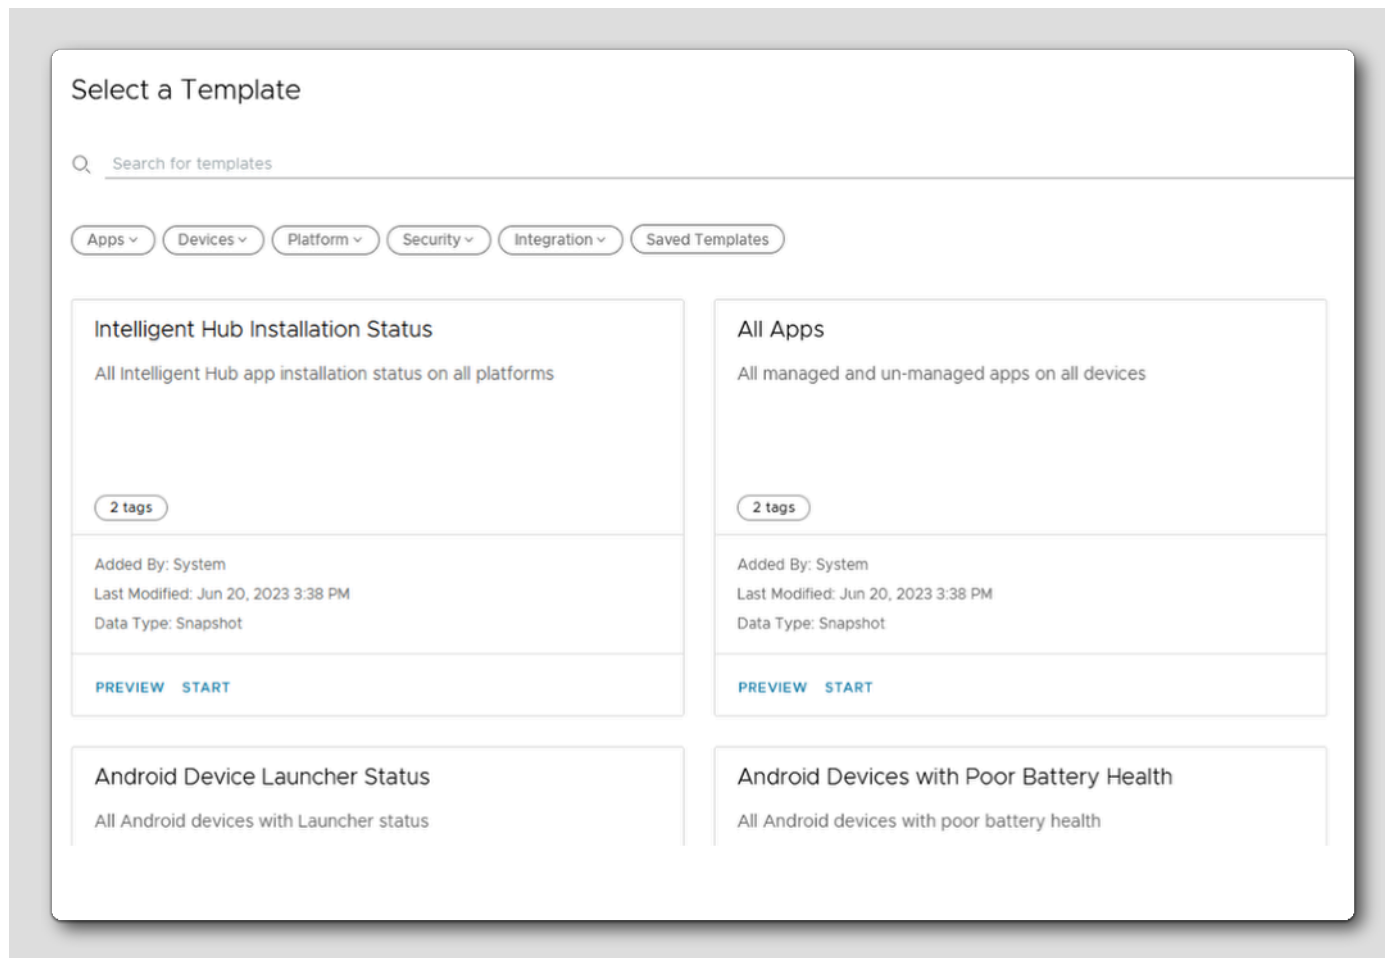 Select a Template
Search for templates
Apps Devices Platform Security Integration Saved Templates
Intelligent Hub Installation Status
All Intelligent Hub app installation status on all platforms
2 tags
Added By: System
Last Modified: Jun 20, 2023 3:38 PM
Data Type: Snapshot
PREVIEW START
All Apps
All managed and un-managed apps on all devices
2 tags
Added By: System
Last Modified: Jun 20, 2023 3:38 PM
Data Type: Snapshot
PREVIEW START
Android Device Launcher Status
All Android devices with Launcher status
Android Devices with Poor Battery Health
All Android devices with poor battery health